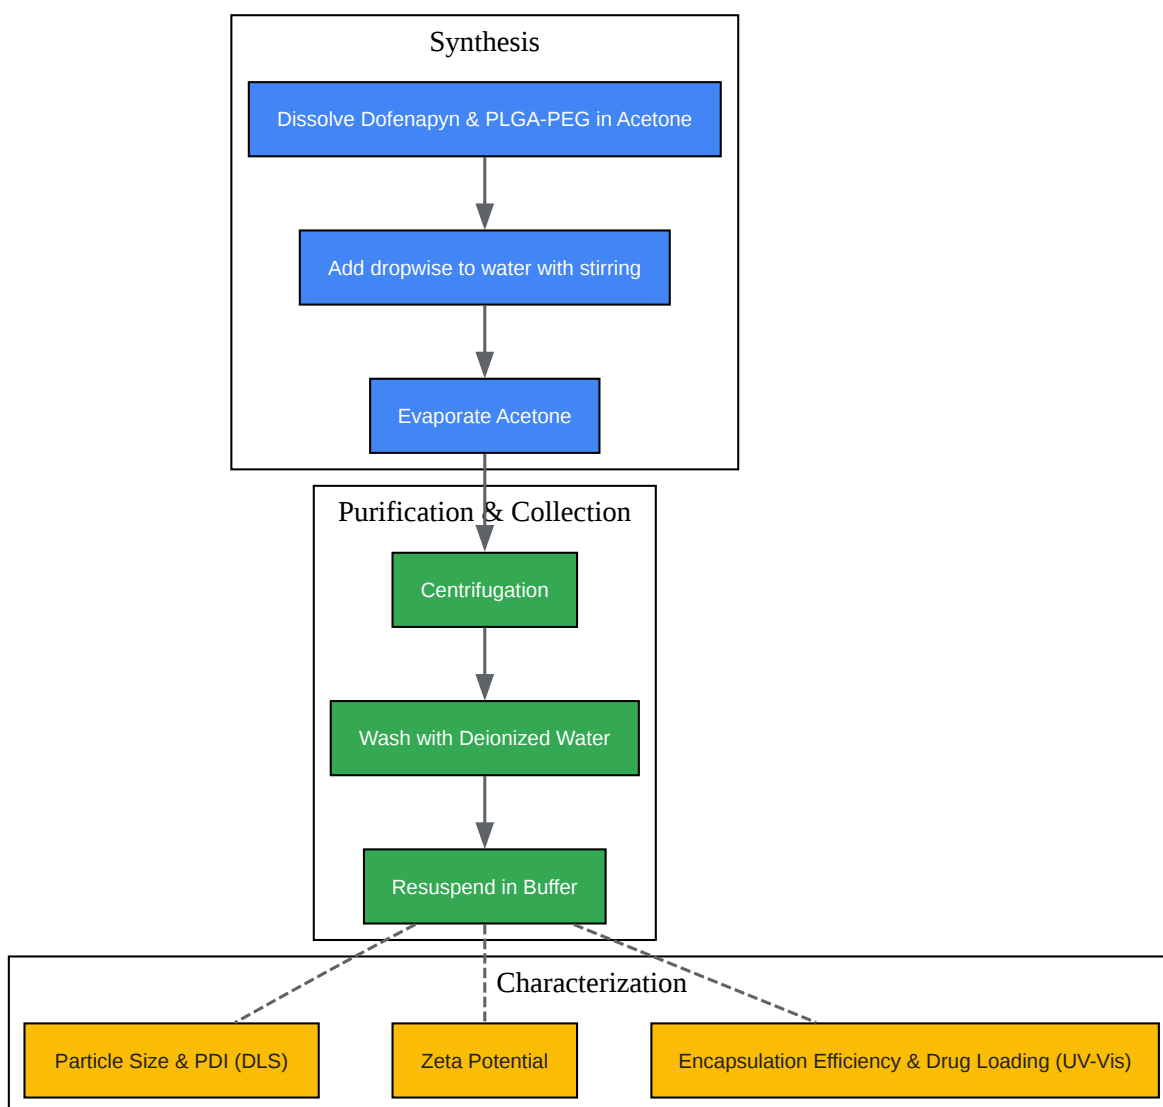 Synthesis
Dissolve Dofenapyn & PLGA-PEG in Acetone
Add dropwise to water with stirring
Evaporate Acetone
Purification & Collection
Centrifugation
Wash with Deionized Water
Resuspend in Buffer
Characterization
Particle Size & PDI (DLS)
Zeta Potential
Encapsulation Efficiency & Drug Loading (UV-Vis)